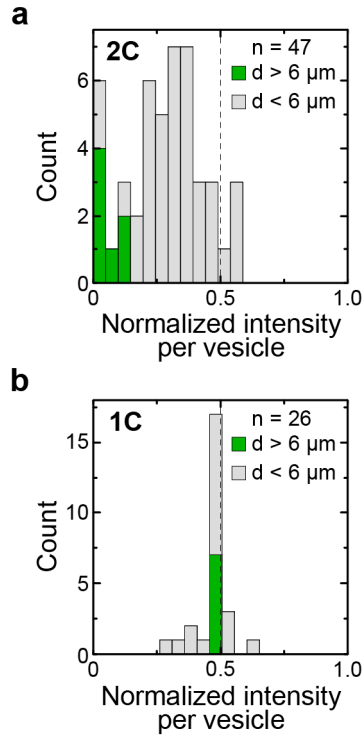 a
2C
n = 47
d > 6 µm
d < 6 µm
6
4
2
0
Count
0
0.5
1.0
Normalized intensity
per vesicle
b
1C
n = 26
d > 6 µm
d < 6 µm
15
10
5
0
Count
0
0.5
1.0
Normalized intensity
per vesicle